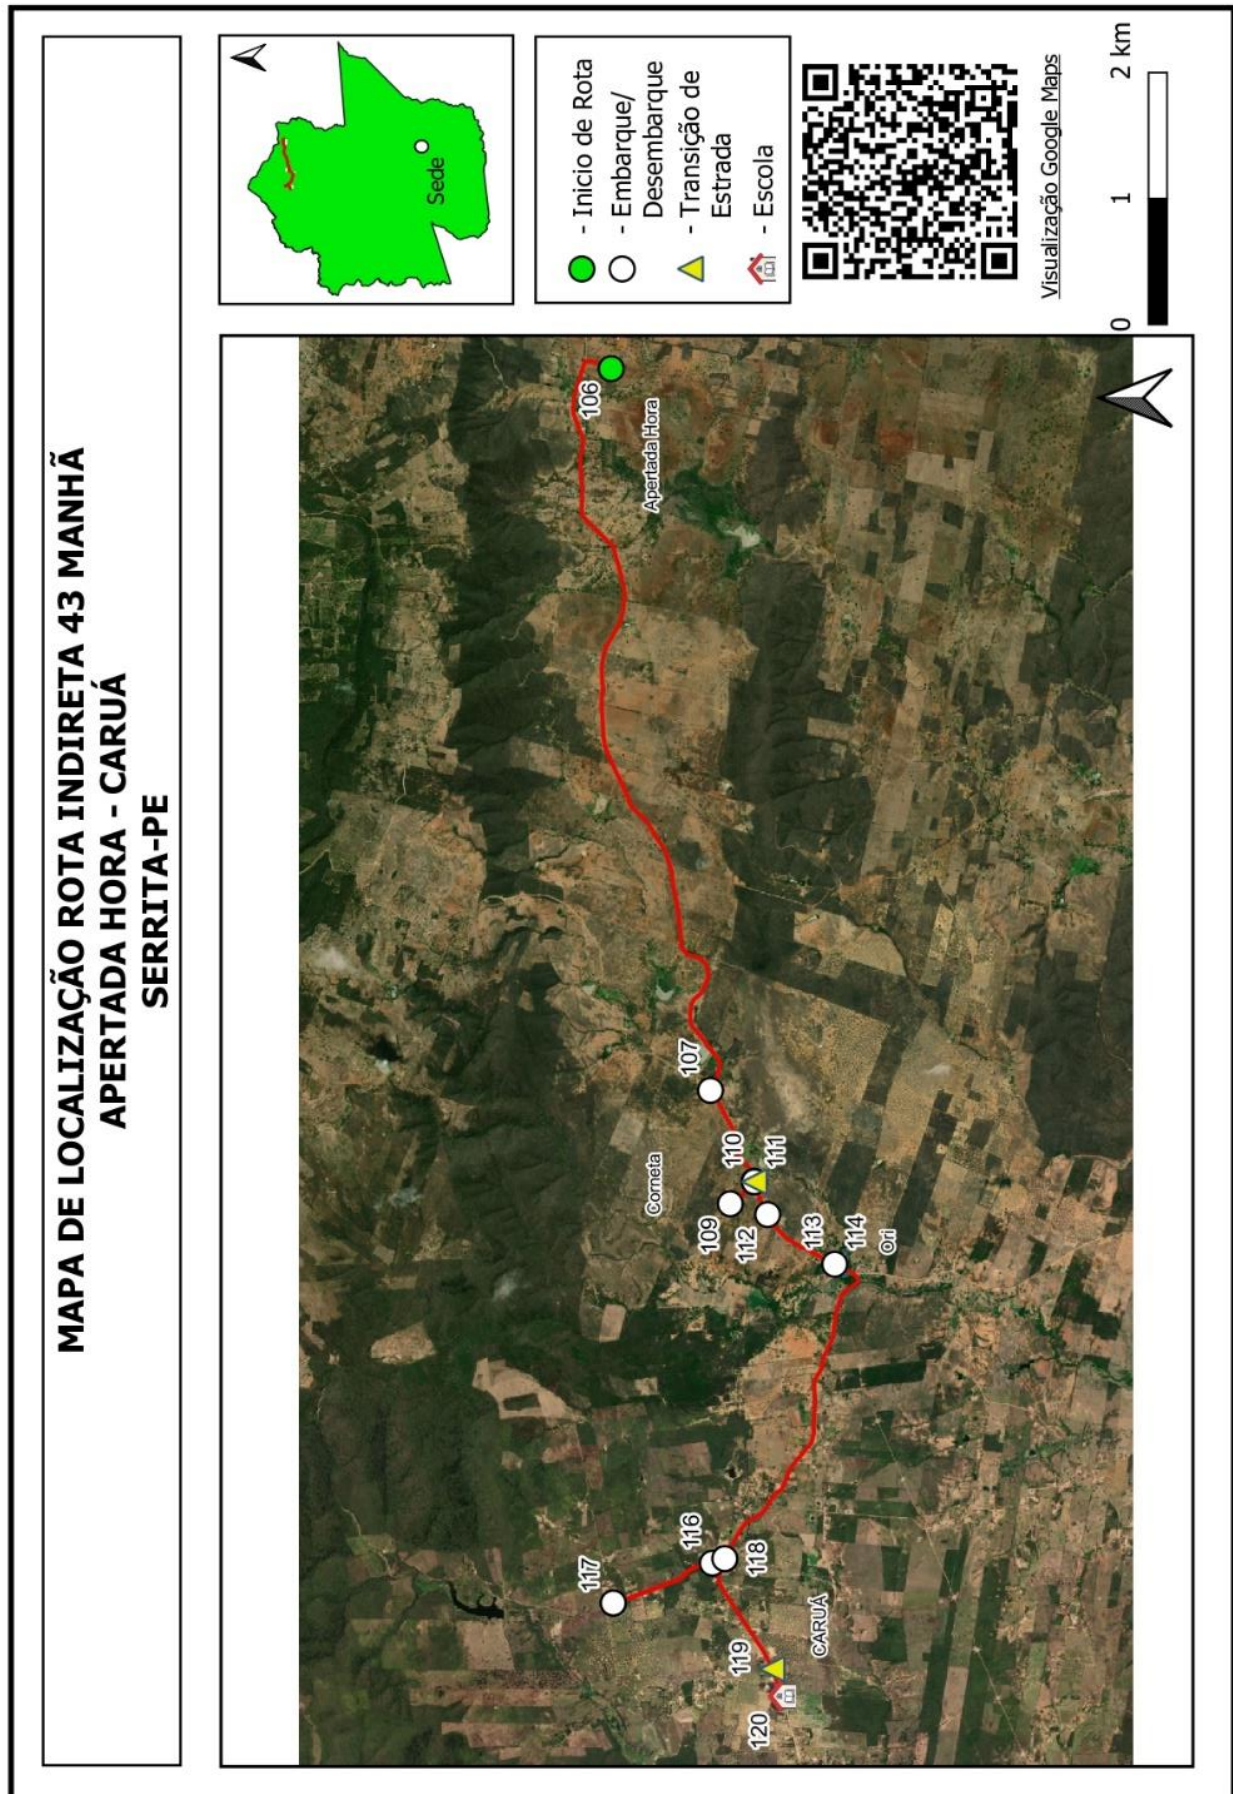 MAPA DE LOCALIZAÇÃO ROTA INDIRETA 43 MANHÃ
APERTADA HORA - CARUÁ
SERRITA-PE
117
116
118
119
120
CARUÁ
Corneta
109
107
110
111
112
113
114
Ori
106
Apertada Hora
Sede
- Inicio de Rota
- Embarque/
Desembarque
- Transição de
Estrada
- Escola
Visualização Google Maps
0 1 2 km